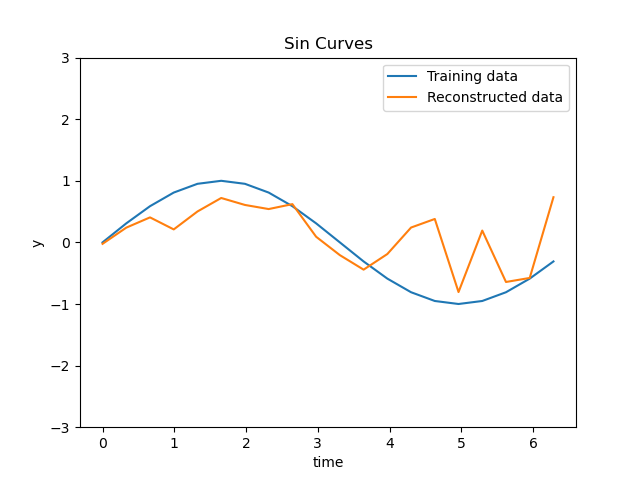 Sin Curves
Training data
Reconstructed data
3
2
1
0
−1
−2
−3
y
0 1 2 3 4 5 6
time